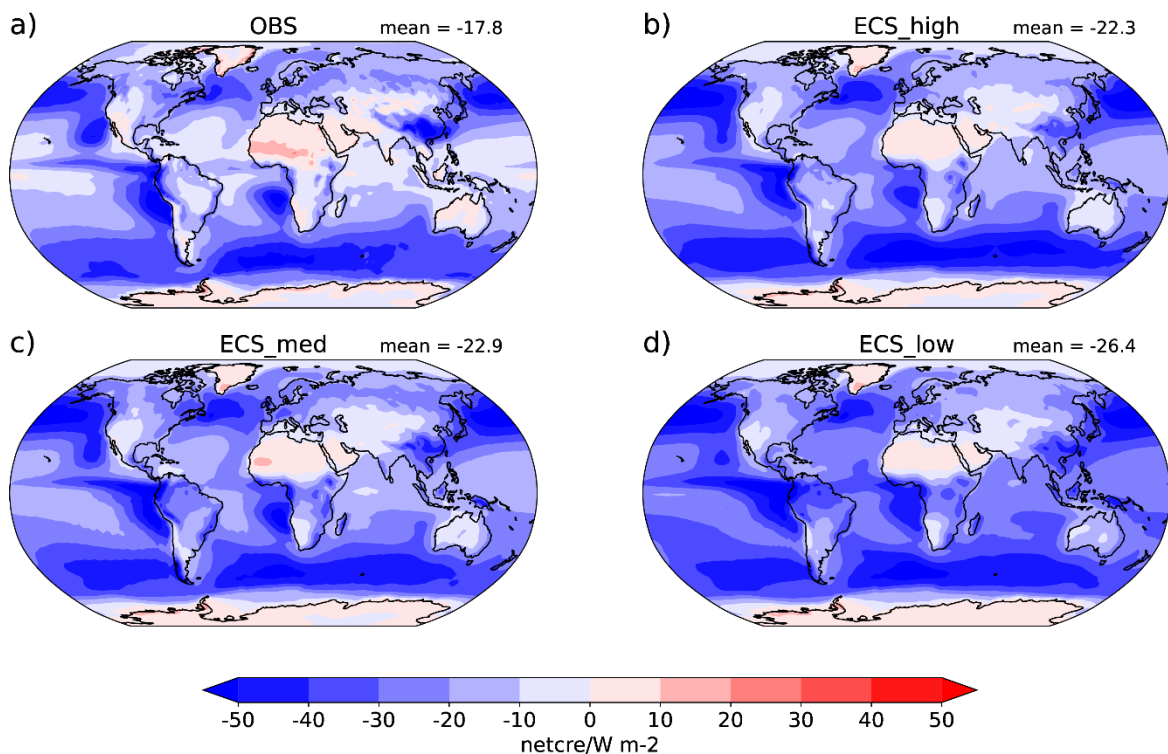 a) OBS mean = -17.8
b) ECS_high mean = -22.3
c) ECS_med mean = -22.9
d) ECS_low mean = -26.4
-50 -40 -30 -20 -10 0 10 20 30 40 50
netcre/W m-2